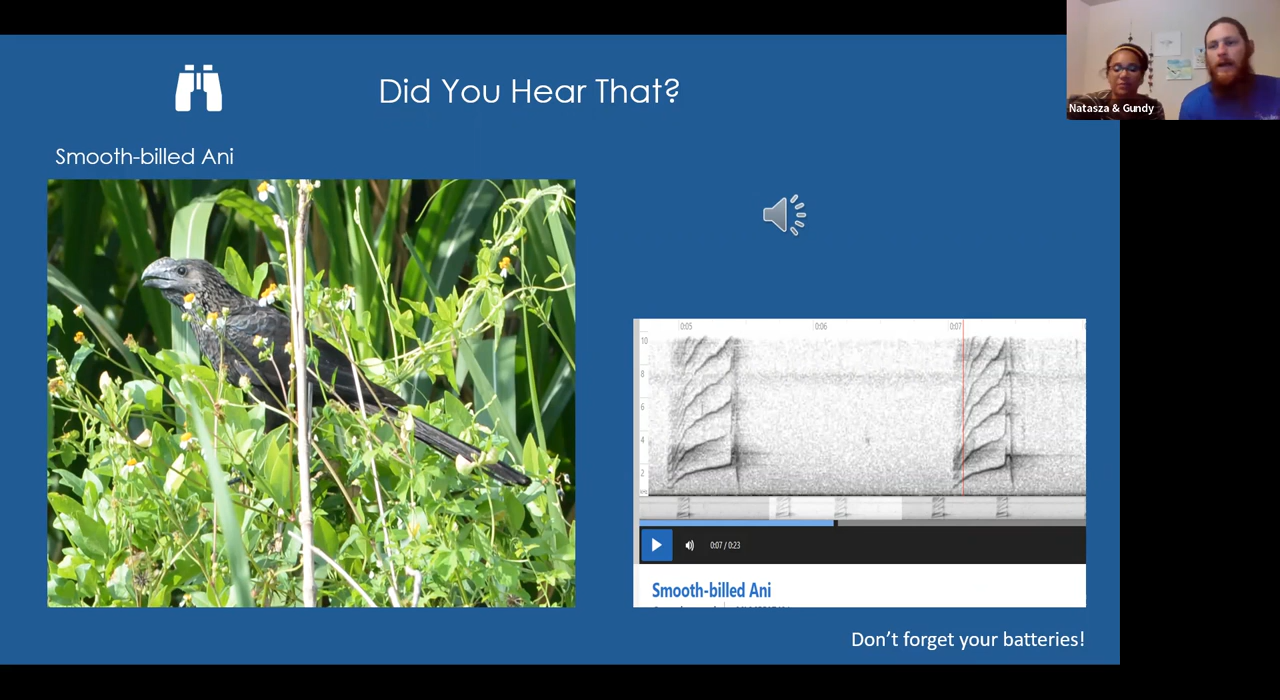 Did You Hear That?
Natasza & Gundy
Smooth-billed Ani
0:05 0:06 0:07
10
8
6
4
2
kHz
0:07 / 0:23
Smooth-billed Ani
Don't forget your batteries!